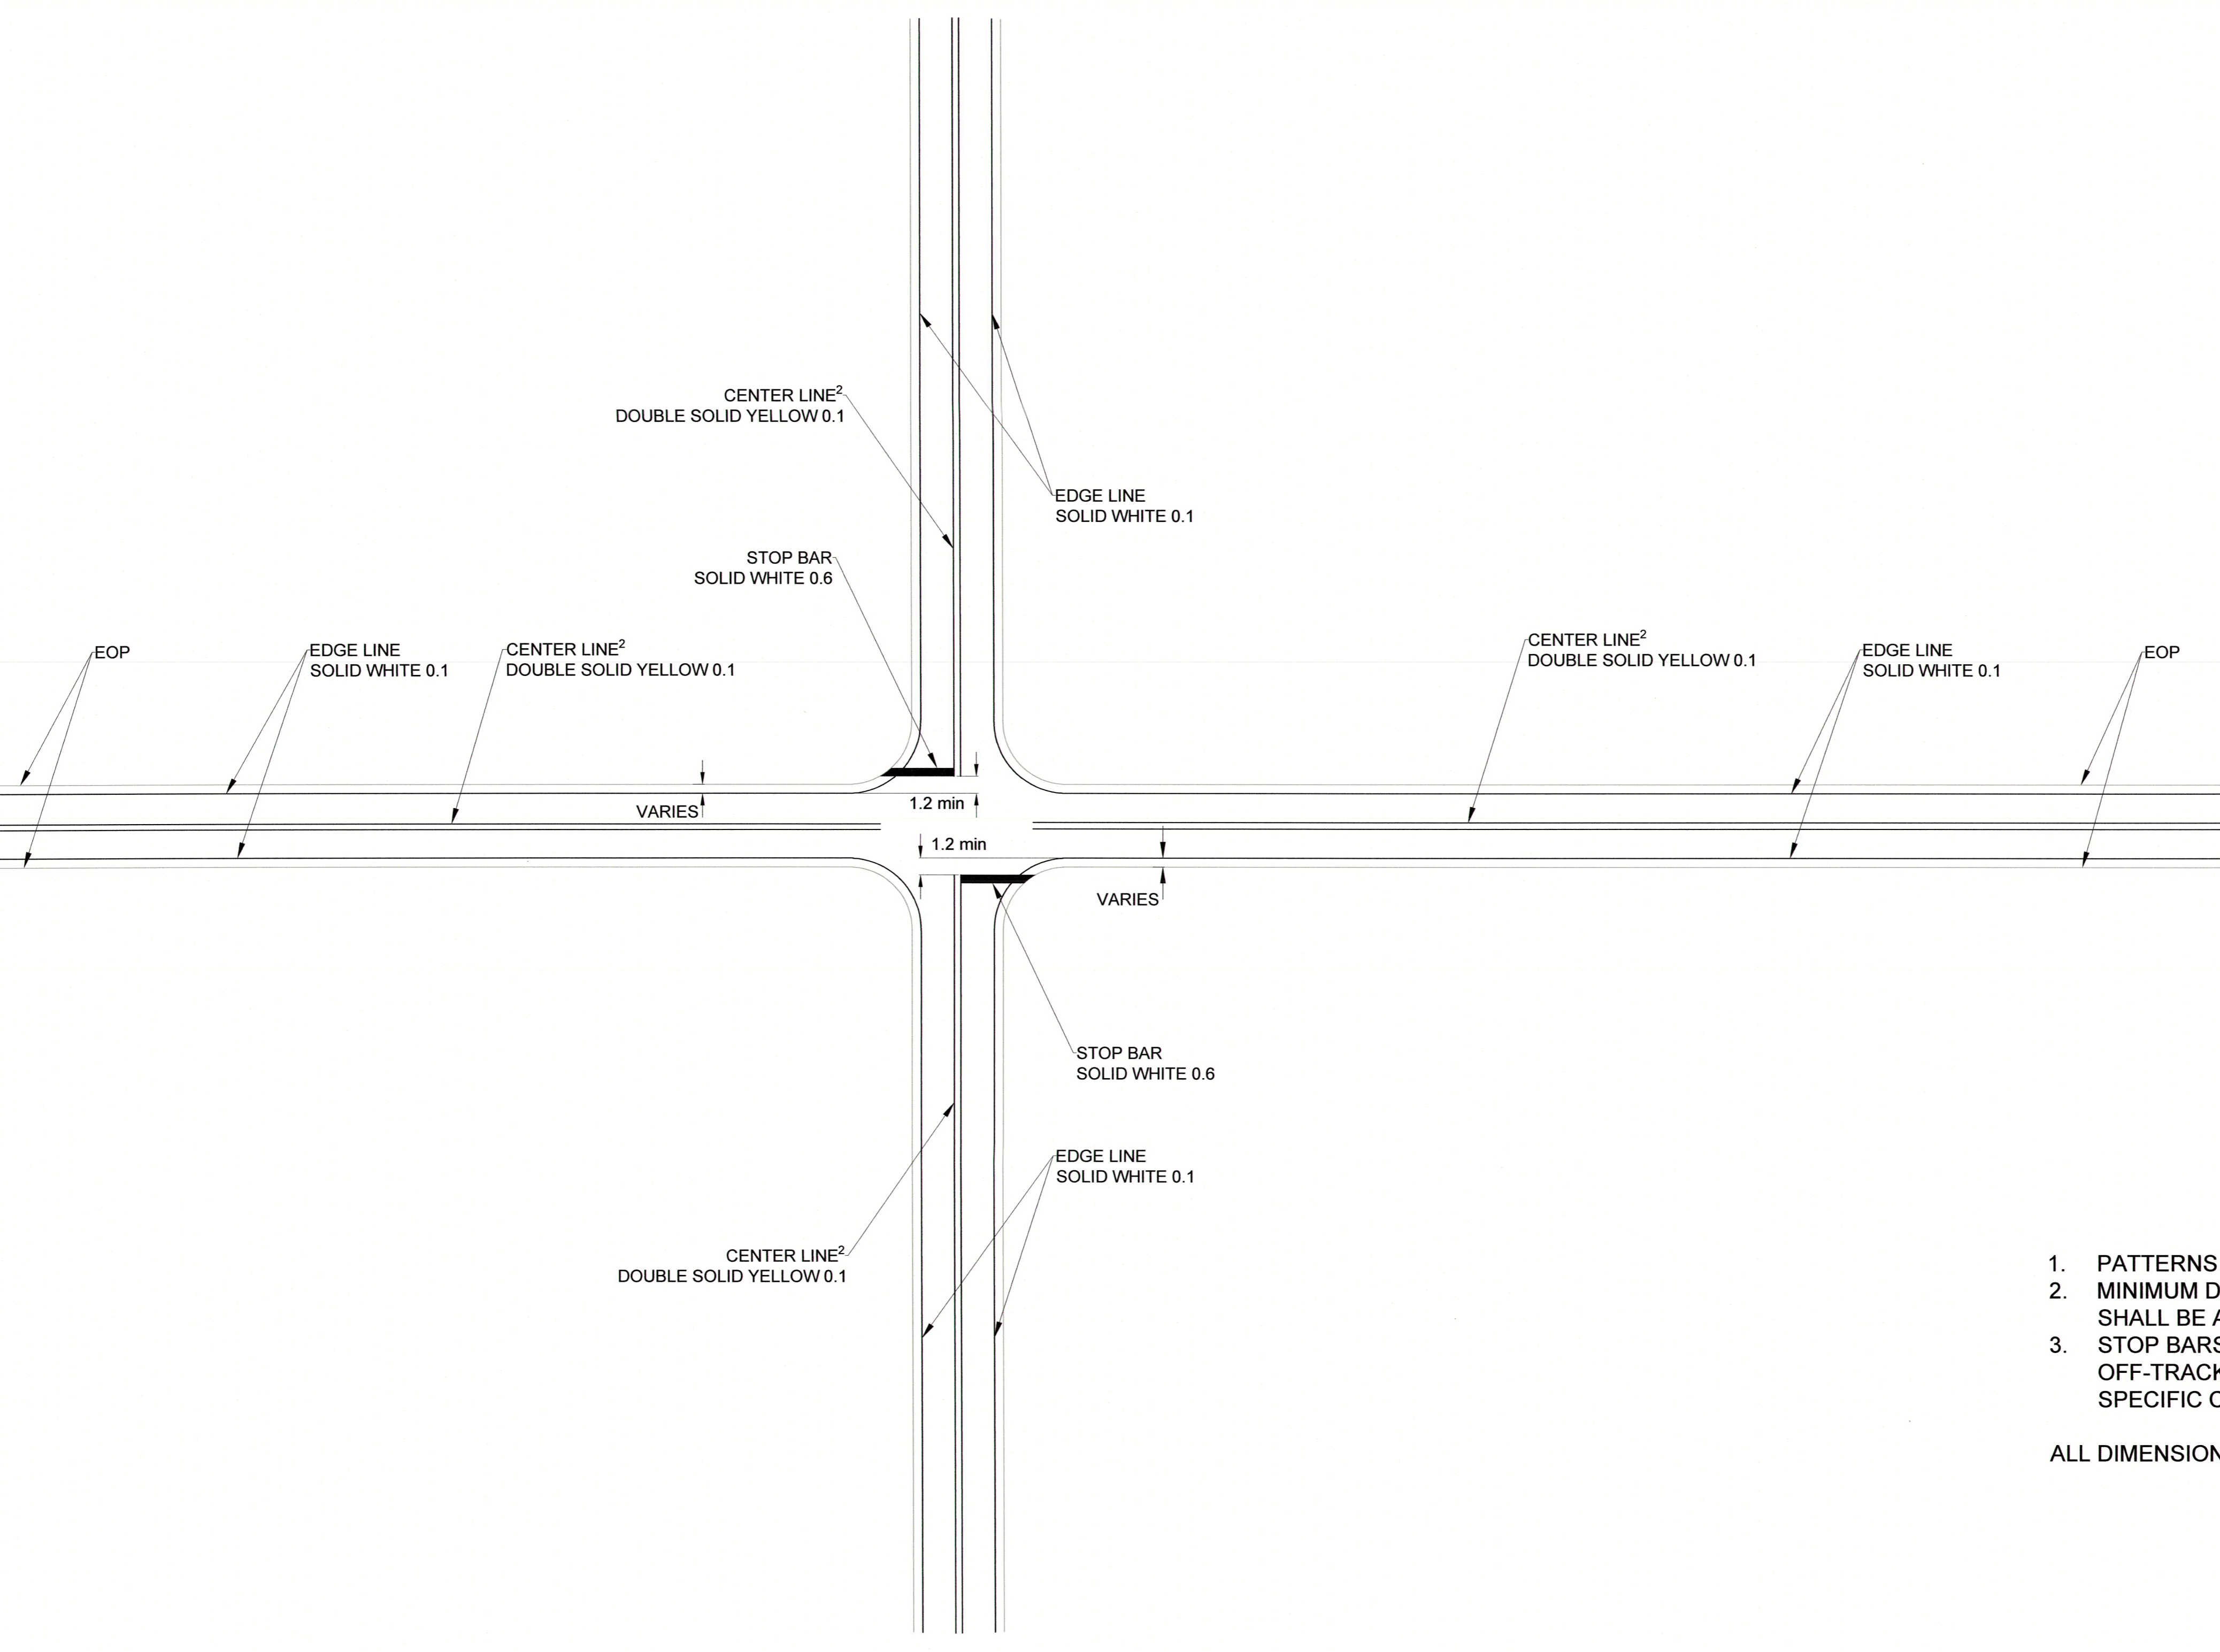 CENTER LINE²
DOUBLE SOLID YELLOW 0.1
EDGE LINE
SOLID WHITE 0.1
STOP BAR
SOLID WHITE 0.6
EOP
EDGE LINE
SOLID WHITE 0.1
CENTER LINE²
DOUBLE SOLID YELLOW 0.1
CENTER LINE²
DOUBLE SOLID YELLOW 0.1
EDGE LINE
SOLID WHITE 0.1
EOP
VARIES
1.2 min
1.2 min
VARIES
STOP BAR
SOLID WHITE 0.6
EDGE LINE
SOLID WHITE 0.1
CENTER LINE²
DOUBLE SOLID YELLOW 0.1
1. PATTERNS
2. MINIMUM D
SHALL BE A
3. STOP BARS
OFF-TRACK
SPECIFIC C
ALL DIMENSION